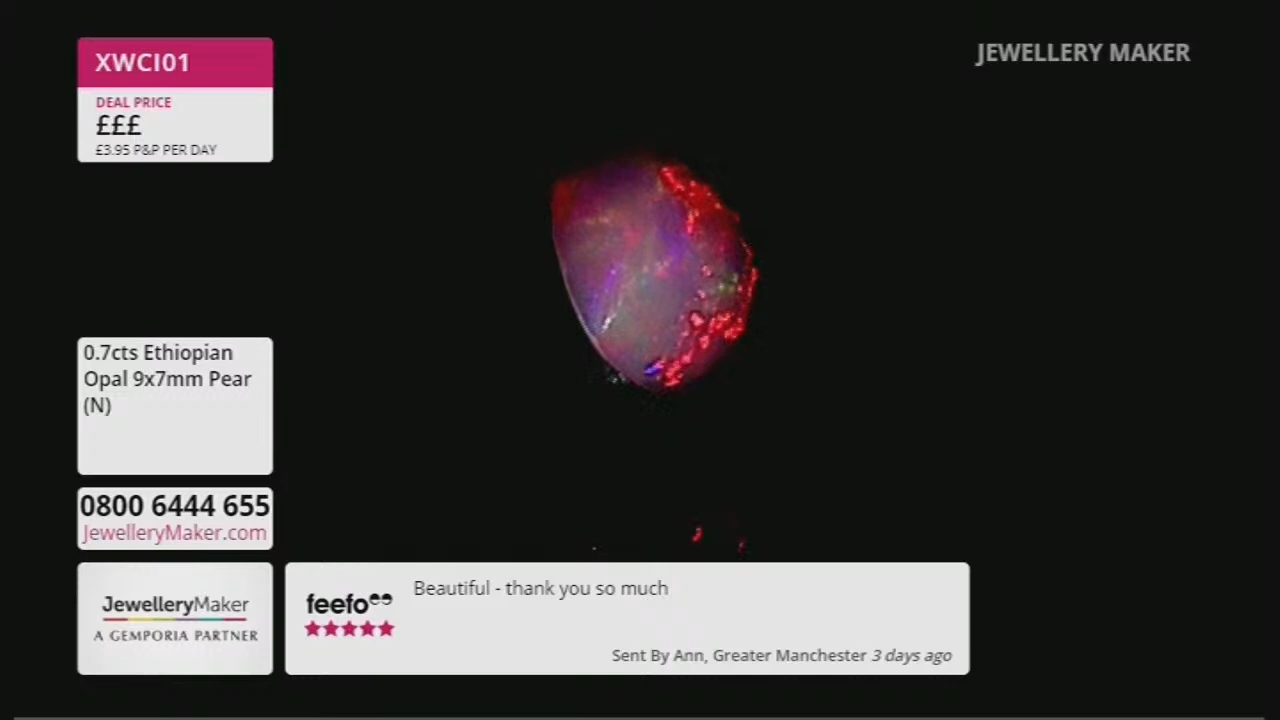 XWCI01
DEAL PRICE
£££
£3.95 P&P PER DAY
JEWELLERY MAKER
0.7cts Ethiopian
Opal 9x7mm Pear
(N)
0800 6444 655
JewelleryMaker.com
JewelleryMaker
A GEMPORIA PARTNER
feefo
Beautiful - thank you so much
Sent By Ann, Greater Manchester 3 days ago